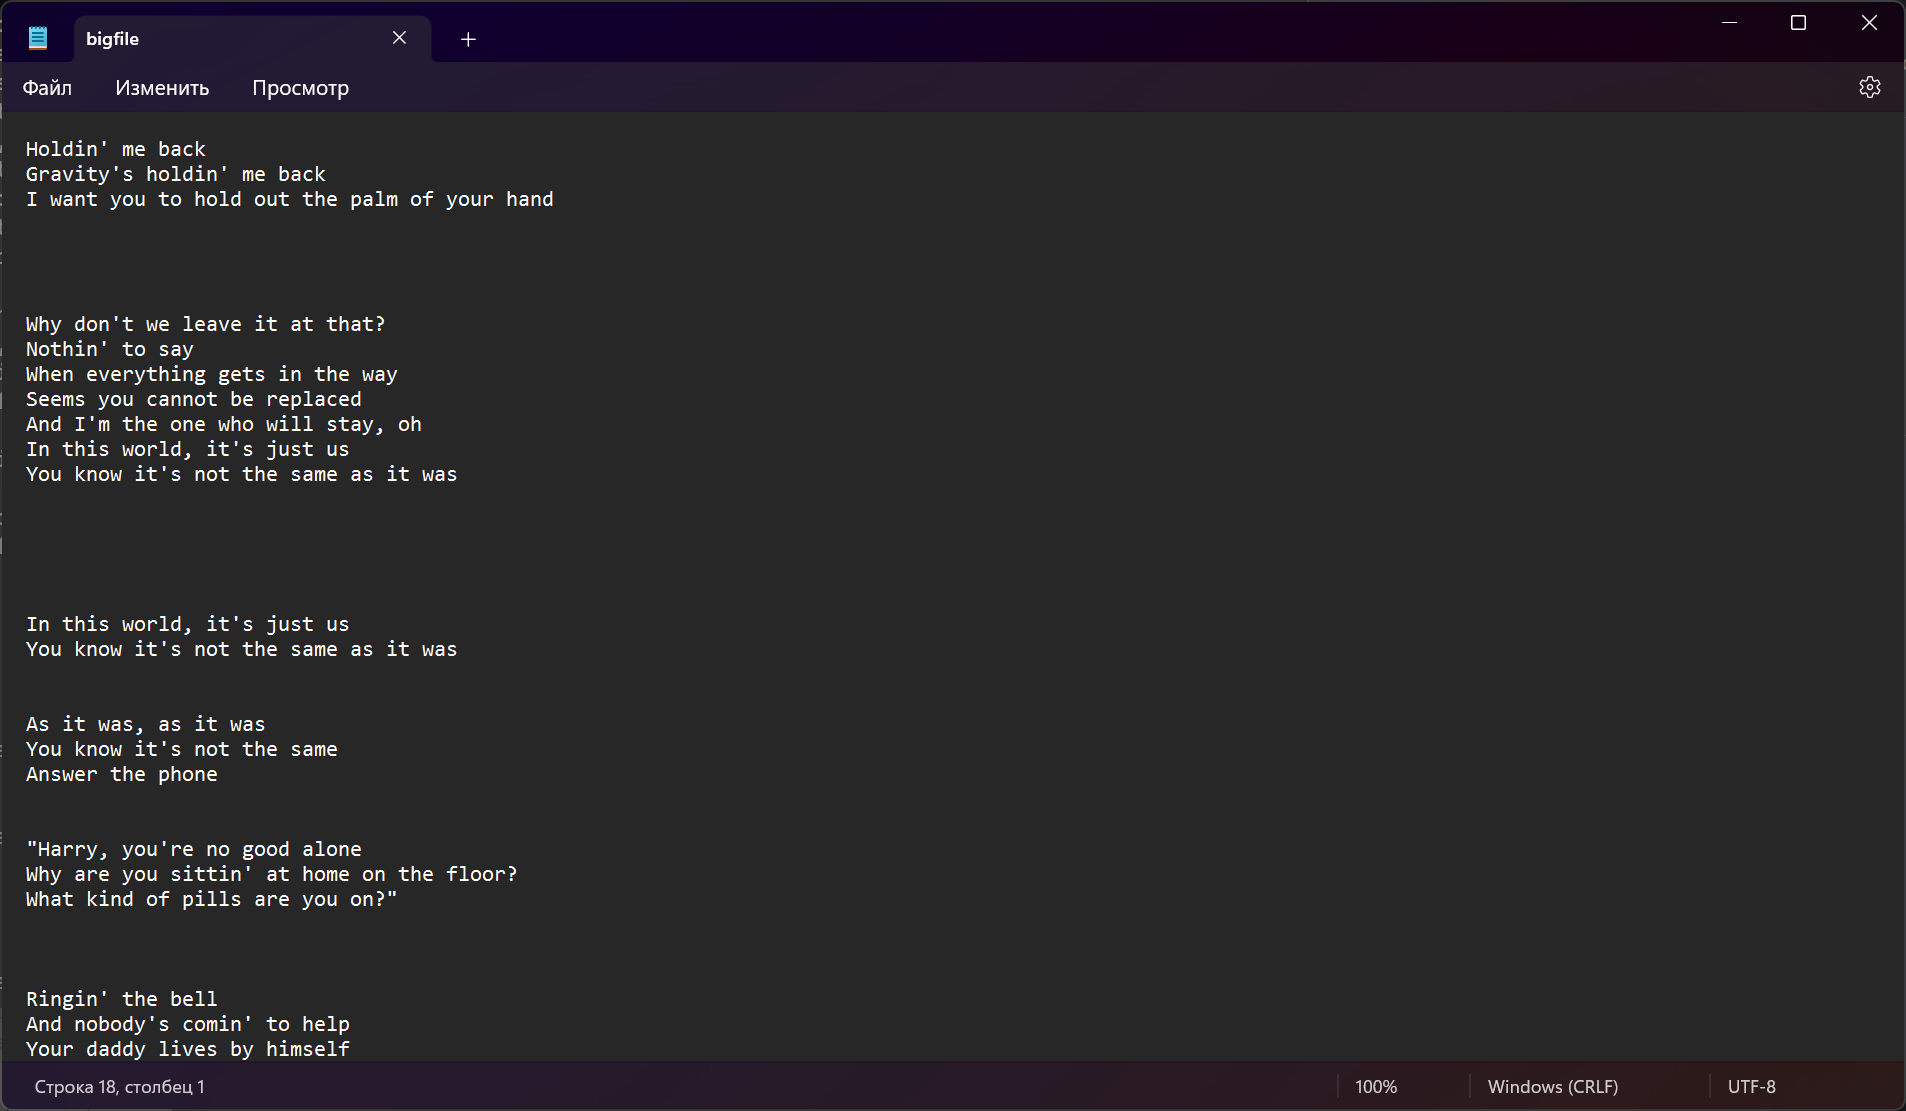 bigfile
Файл Изменить Просмотр
Holdin' me back
Gravity's holdin' me back
I want you to hold out the palm of your hand
Why don't we leave it at that?
Nothin' to say
When everything gets in the way
Seems you cannot be replaced
And I'm the one who will stay, oh
In this world, it's just us
You know it's not the same as it was
In this world, it's just us
You know it's not the same as it was
As it was, as it was
You know it's not the same
Answer the phone
"Harry, you're no good alone
Why are you sittin' at home on the floor?
What kind of pills are you on?"
Ringin' the bell
And nobody's comin' to help
Your daddy lives by himself
Строка 18, столбец 1 100% Windows (CRLF) UTF-8